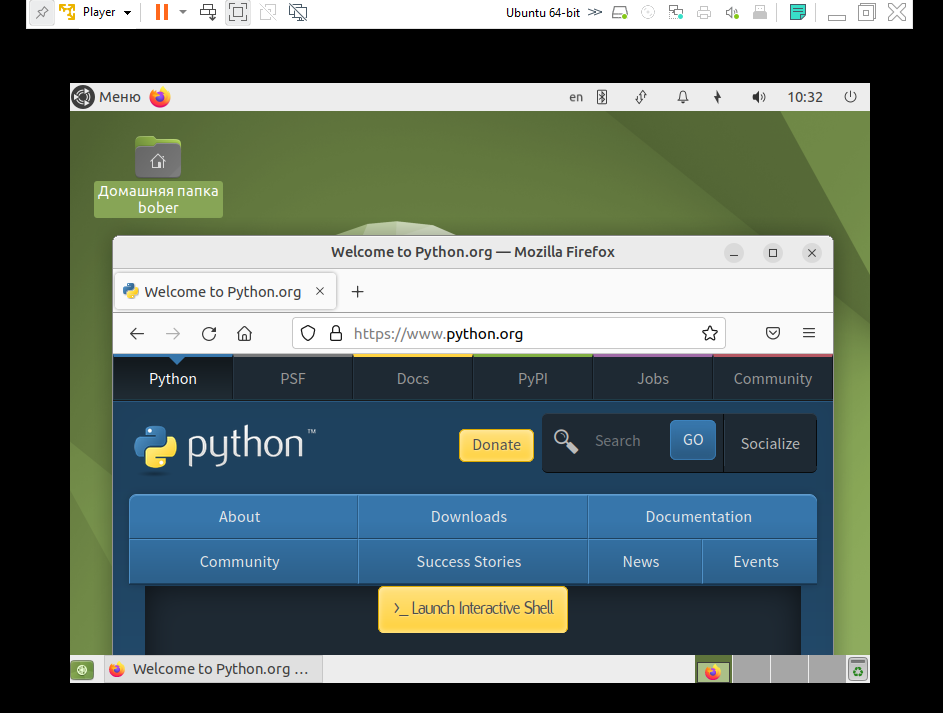 Player
Ubuntu 64-bit
Меню
en
10:32
Домашняя папка
bober
Welcome to Python.org — Mozilla Firefox
Welcome to Python.org
https://www.python.org
Python
PSF
Docs
PyPI
Jobs
Community
python™
Donate
Search
GO
Socialize
About
Downloads
Documentation
Community
Success Stories
News
Events
>_ Launch Interactive Shell
Welcome to Python.org ...